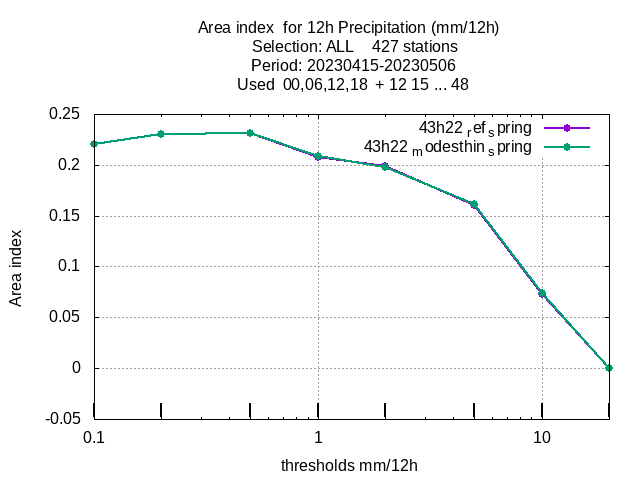 Area index  for 12h Precipitation (mm/12h)
Selection: ALL    427 stations
Period: 20230415-20230506
Used  00,06,12,18  + 12 15 ... 48
43h22 ref spring
43h22 modesthin spring
0.25
0.2
0.15
0.1
0.05
0
-0.05
Area index
0.1 1 10
thresholds mm/12h